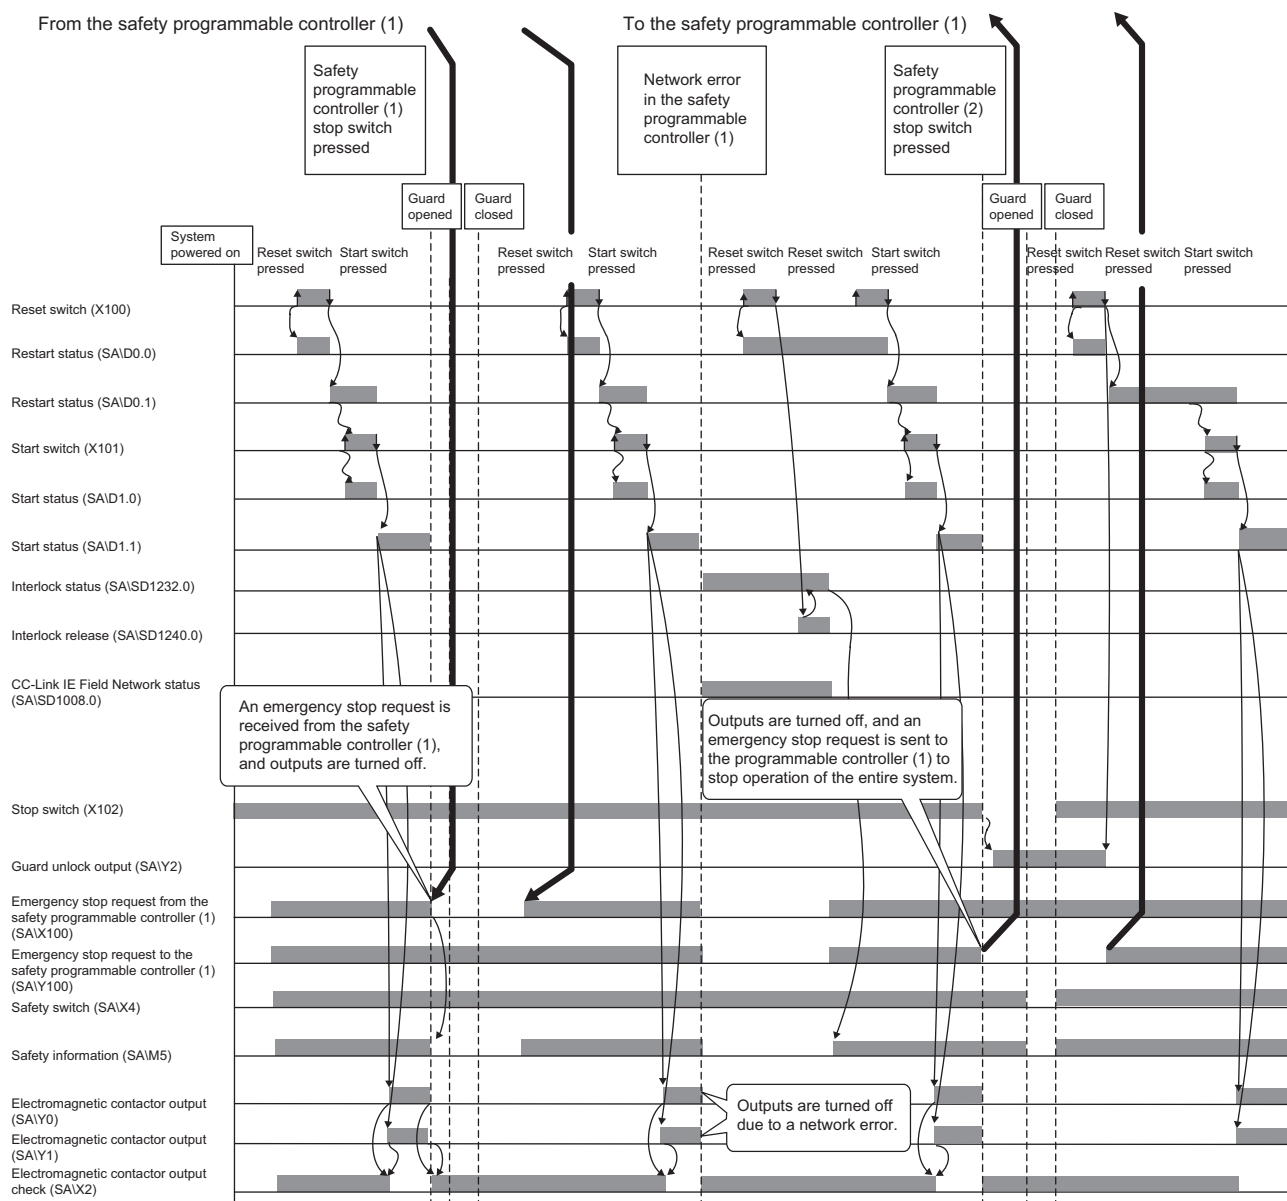 From the safety programmable controller (1)
To the safety programmable controller (1)
Safety
programmable
controller (1)
stop switch
pressed
Network error
in the safety
programmable
controller (1)
Safety
programmable
controller (2)
stop switch
pressed
Guard
opened
Guard
closed
Guard
opened
Guard
closed
System
powered on
Reset switch
pressed
Start switch
pressed
Reset switch
pressed
Start switch
pressed
Reset switch
pressed
Reset switch
pressed
Start switch
pressed
Reset switch
pressed
Reset switch
pressed
Start switch
pressed
Reset switch (X100)
Restart status (SA\D0.0)
Restart status (SA\D0.1)
Start switch (X101)
Start status (SA\D1.0)
Start status (SA\D1.1)
Interlock status (SA\SD1232.0)
Interlock release (SA\SD1240.0)
CC-Link IE Field Network status
(SA\SD1008.0)
An emergency stop request is
received from the safety
programmable controller (1),
and outputs are turned off.
Outputs are turned off, and an
emergency stop request is sent to
the programmable controller (1) to
stop operation of the entire system.
Stop switch (X102)
Guard unlock output (SA\Y2)
Emergency stop request from the
safety programmable controller (1)
(SA\X100)
Emergency stop request to the
safety programmable controller (1)
(SA\Y100)
Safety switch (SA\X4)
Safety information (SA\M5)
Electromagnetic contactor output
(SA\Y0)
Outputs are turned off
due to a network error.
Electromagnetic contactor output
(SA\Y1)
Electromagnetic contactor output
check (SA\X2)